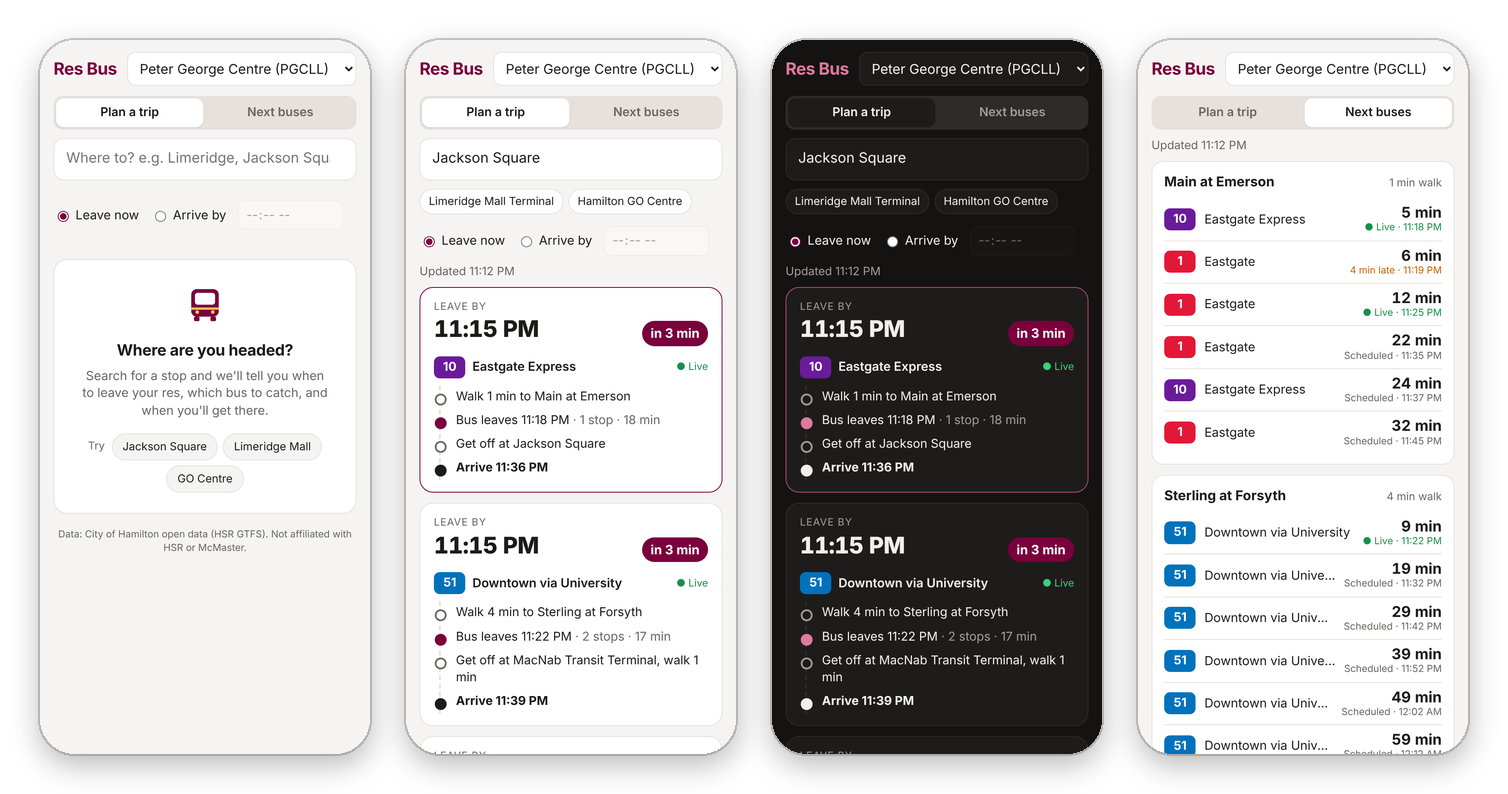 Res Bus
Peter George Centre (PGCLL)
Plan a trip
Next buses
Where to? e.g. Limeridge, Jackson Squ
Leave now
Arrive by
--:-- --
Where are you headed?
Search for a stop and we'll tell you when
to leave your res, which bus to catch, and
when you'll get there.
Try
Jackson Square
Limeridge Mall
GO Centre
Data: City of Hamilton open data (HSR GTFS). Not affiliated with
HSR or McMaster.
Res Bus
Peter George Centre (PGCLL)
Plan a trip
Next buses
Jackson Square
Limeridge Mall Terminal
Hamilton GO Centre
Leave now
Arrive by
--:-- --
Updated 11:12 PM
LEAVE BY
11:15 PM
in 3 min
10
Eastgate Express
Live
Walk 1 min to Main at Emerson
Bus leaves 11:18 PM · 1 stop · 18 min
Get off at Jackson Square
Arrive 11:36 PM
LEAVE BY
11:15 PM
in 3 min
51
Downtown via University
Live
Walk 4 min to Sterling at Forsyth
Bus leaves 11:22 PM · 2 stops · 17 min
Get off at MacNab Transit Terminal, walk 1
min
Arrive 11:39 PM
LEAVE BY
Res Bus
Peter George Centre (PGCLL)
Plan a trip
Next buses
Jackson Square
Limeridge Mall Terminal
Hamilton GO Centre
Leave now
Arrive by
--:-- --
Updated 11:12 PM
LEAVE BY
11:15 PM
in 3 min
10
Eastgate Express
Live
Walk 1 min to Main at Emerson
Bus leaves 11:18 PM · 1 stop · 18 min
Get off at Jackson Square
Arrive 11:36 PM
LEAVE BY
11:15 PM
in 3 min
51
Downtown via University
Live
Walk 4 min to Sterling at Forsyth
Bus leaves 11:22 PM · 2 stops · 17 min
Get off at MacNab Transit Terminal, walk 1
min
Arrive 11:39 PM
LEAVE BY
Res Bus
Peter George Centre (PGCLL)
Plan a trip
Next buses
Updated 11:12 PM
Main at Emerson
1 min walk
10
Eastgate Express
5 min
Live · 11:18 PM
1
Eastgate
6 min
4 min late · 11:19 PM
1
Eastgate
12 min
Live · 11:25 PM
1
Eastgate
22 min
Scheduled · 11:35 PM
10
Eastgate Express
24 min
Scheduled · 11:37 PM
1
Eastgate
32 min
Scheduled · 11:45 PM
Sterling at Forsyth
4 min walk
51
Downtown via University
9 min
Live · 11:22 PM
51
Downtown via Unive...
19 min
Scheduled · 11:32 PM
51
Downtown via Univ...
29 min
Scheduled · 11:42 PM
51
Downtown via Unive...
39 min
Scheduled · 11:52 PM
51
Downtown via Univ...
49 min
Scheduled · 12:02 AM
51
Downtown via Univ...
59 min
Scheduled · 12:12 AM